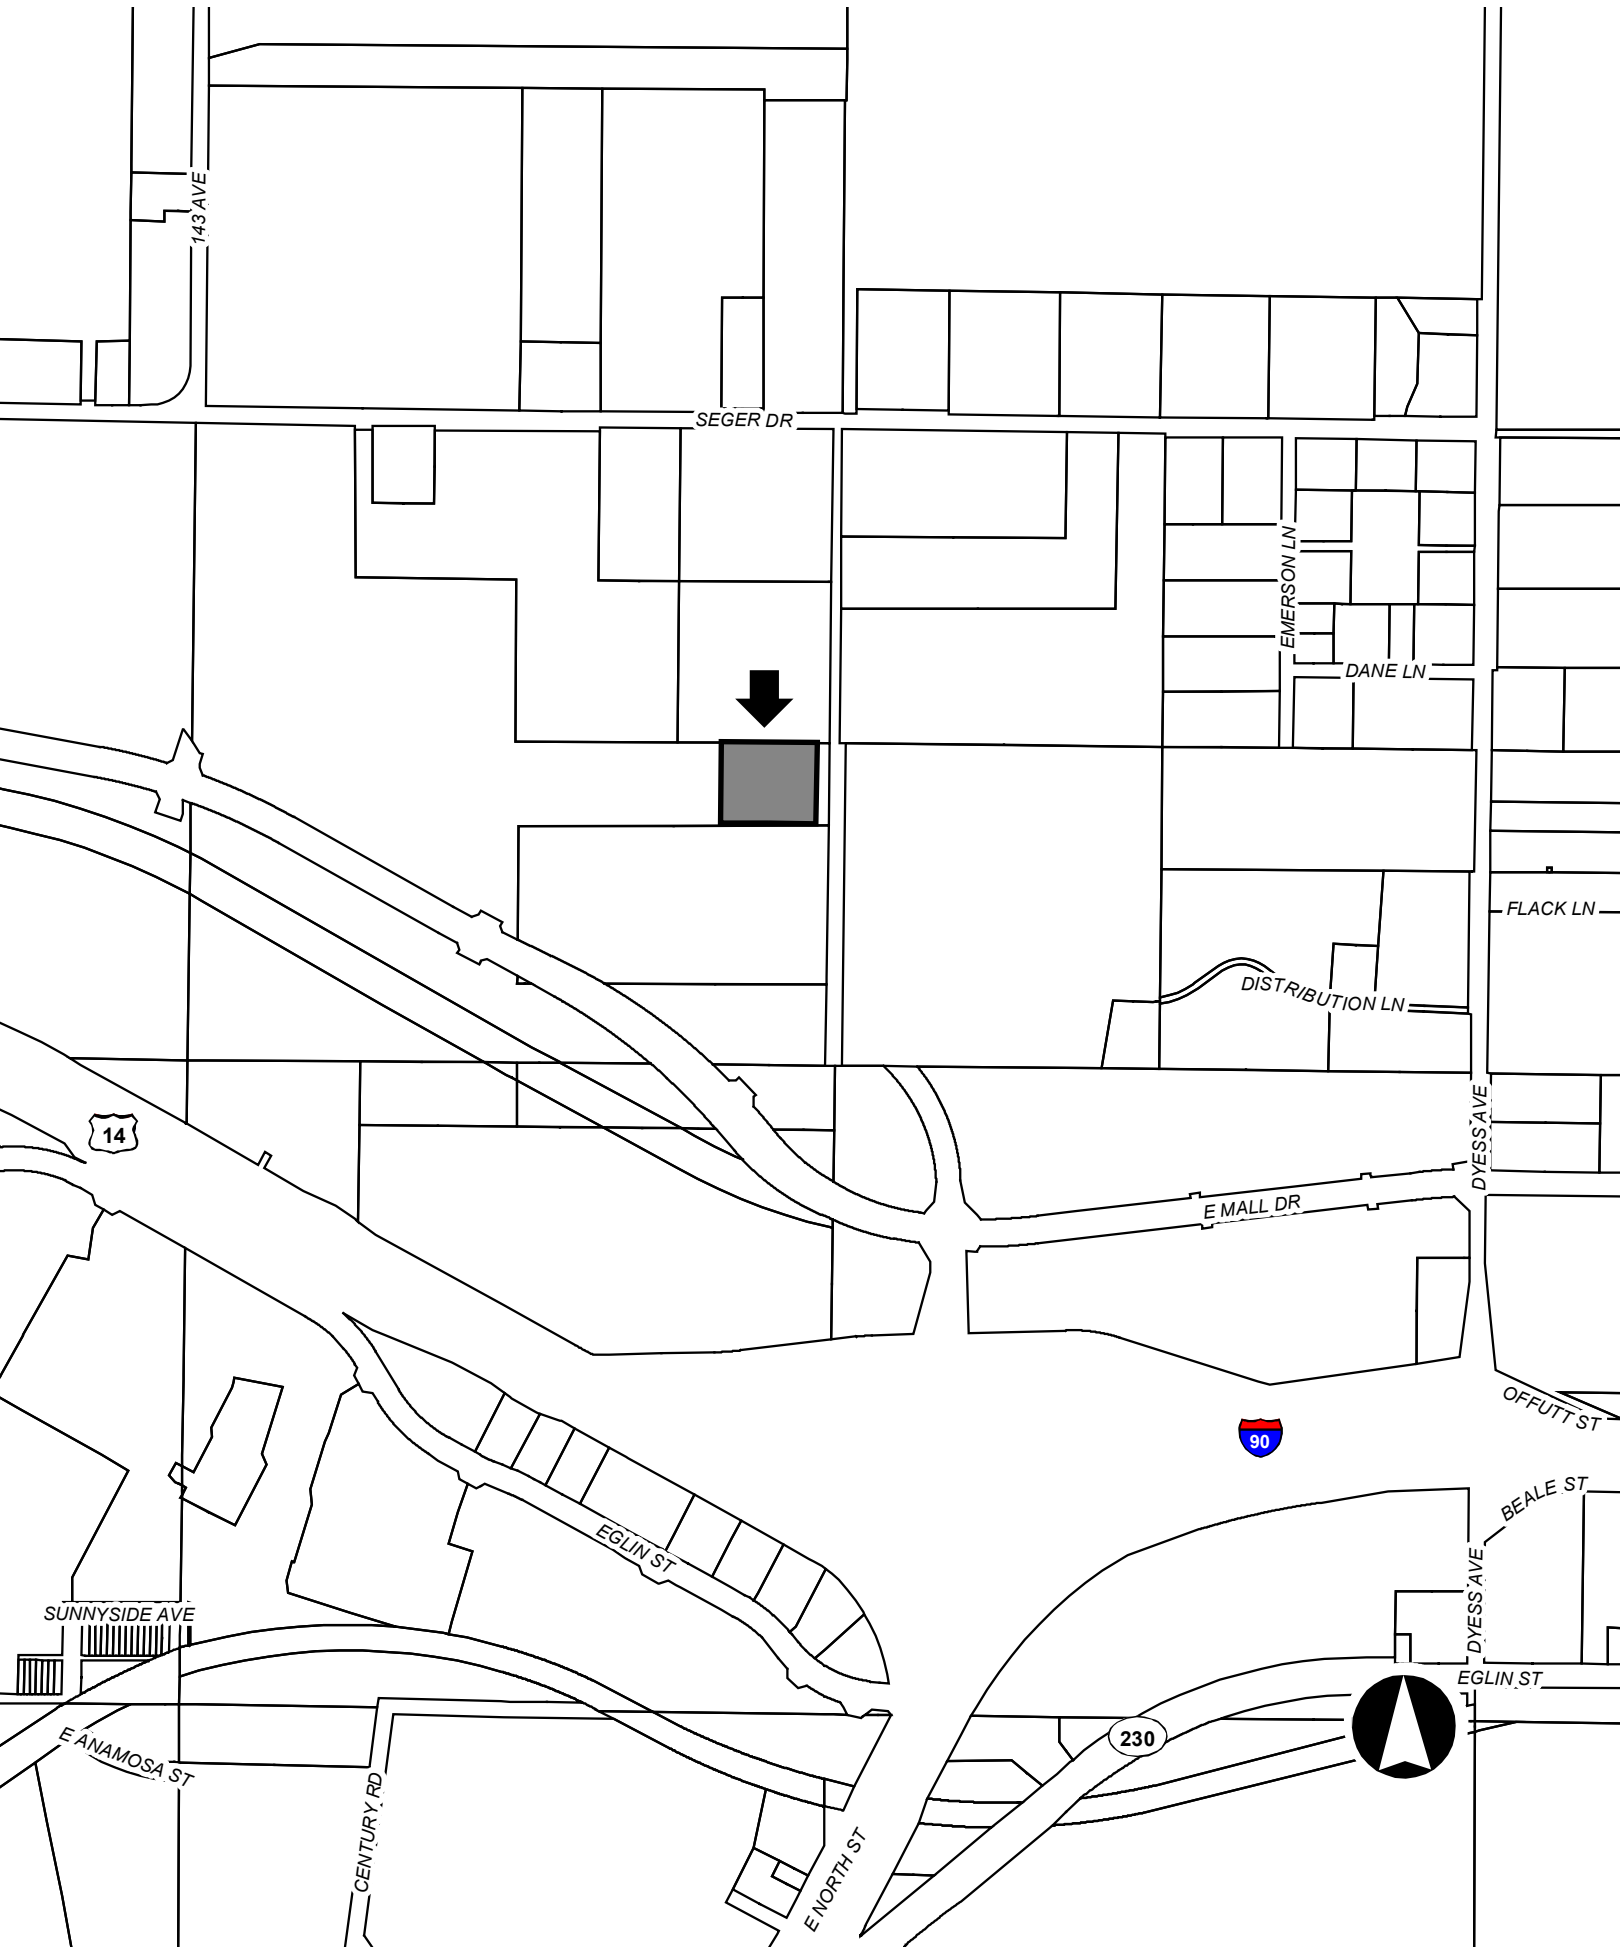 143 AVE
SEGER DR
EMERSON LN
DANE LN
FLACK LN
DISTRIBUTION LN
DYESS AVE
14
E MALL DR
OFFUTT ST
90
BEALE ST
EGLIN ST
DYESS AVE
SUNNYSIDE AVE
EGLIN ST
230
E ANAMOSA ST
CENTURY RD
E NORTH ST